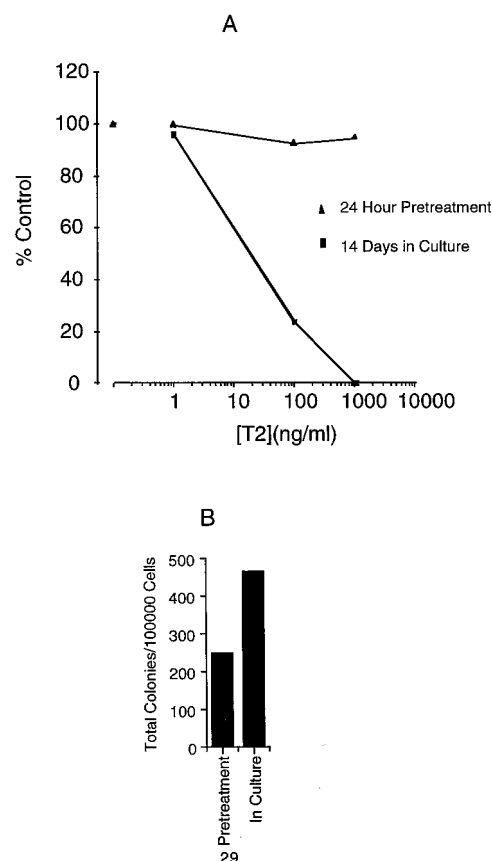 A
120
100
80
60
40
20
0
% Control
24 Hour Pretreatment
14 Days in Culture
1 10 100 1000 10000
[T2](ng/ml)
B
500
400
300
200
100
0
Total Colonies/100000 Cells
Pretreatment
In Culture
29